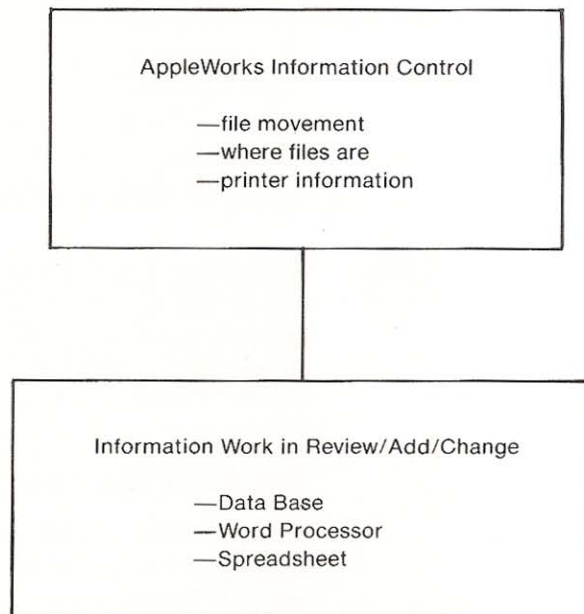 AppleWorks Information Control
—file movement
—where files are
—printer information
Information Work in Review/Add/Change
—Data Base
—Word Processor
—Spreadsheet